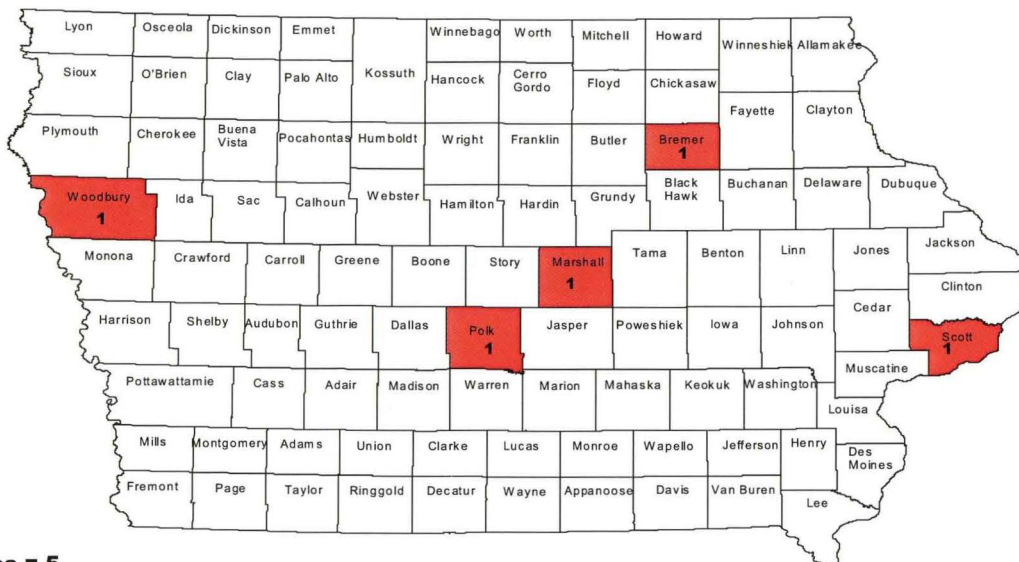 Lyon Osceola Dickinson Emmet Winnebago Worth Mitchell Howard Winneshiek Allamakee
Sioux O'Brien Clay Palo Alto Kossuth Hancock Cerro Gordo Floyd Chickasaw
Fayette Clayton
Plymouth Cherokee Buena Vista Pocahontas Humboldt Wright Franklin Butler Bremer 1
Woodbury 1 Ida Sac Calhoun Webster Hamilton Hardin Grundy Black Hawk Buchanan Delaware Dubuque
Monona Crawford Carroll Greene Boone Story Marshall 1 Tama Benton Linn Jones Jackson
Clinton
Harrison Shelby Audubon Guthrie Dallas Polk 1 Jasper Poweshiek Iowa Johnson Cedar Scott 1
Muscatine
Pottawattamie Cass Adair Madison Warren Marion Mahaska Keokuk Washington Louisa
Mills Montgomery Adams Union Clarke Lucas Monroe Wapello Jefferson Henry Des Moines
Fremont Page Taylor Ringgold Decatur Wayne Appanoose Davis Van Buren Lee
= 5